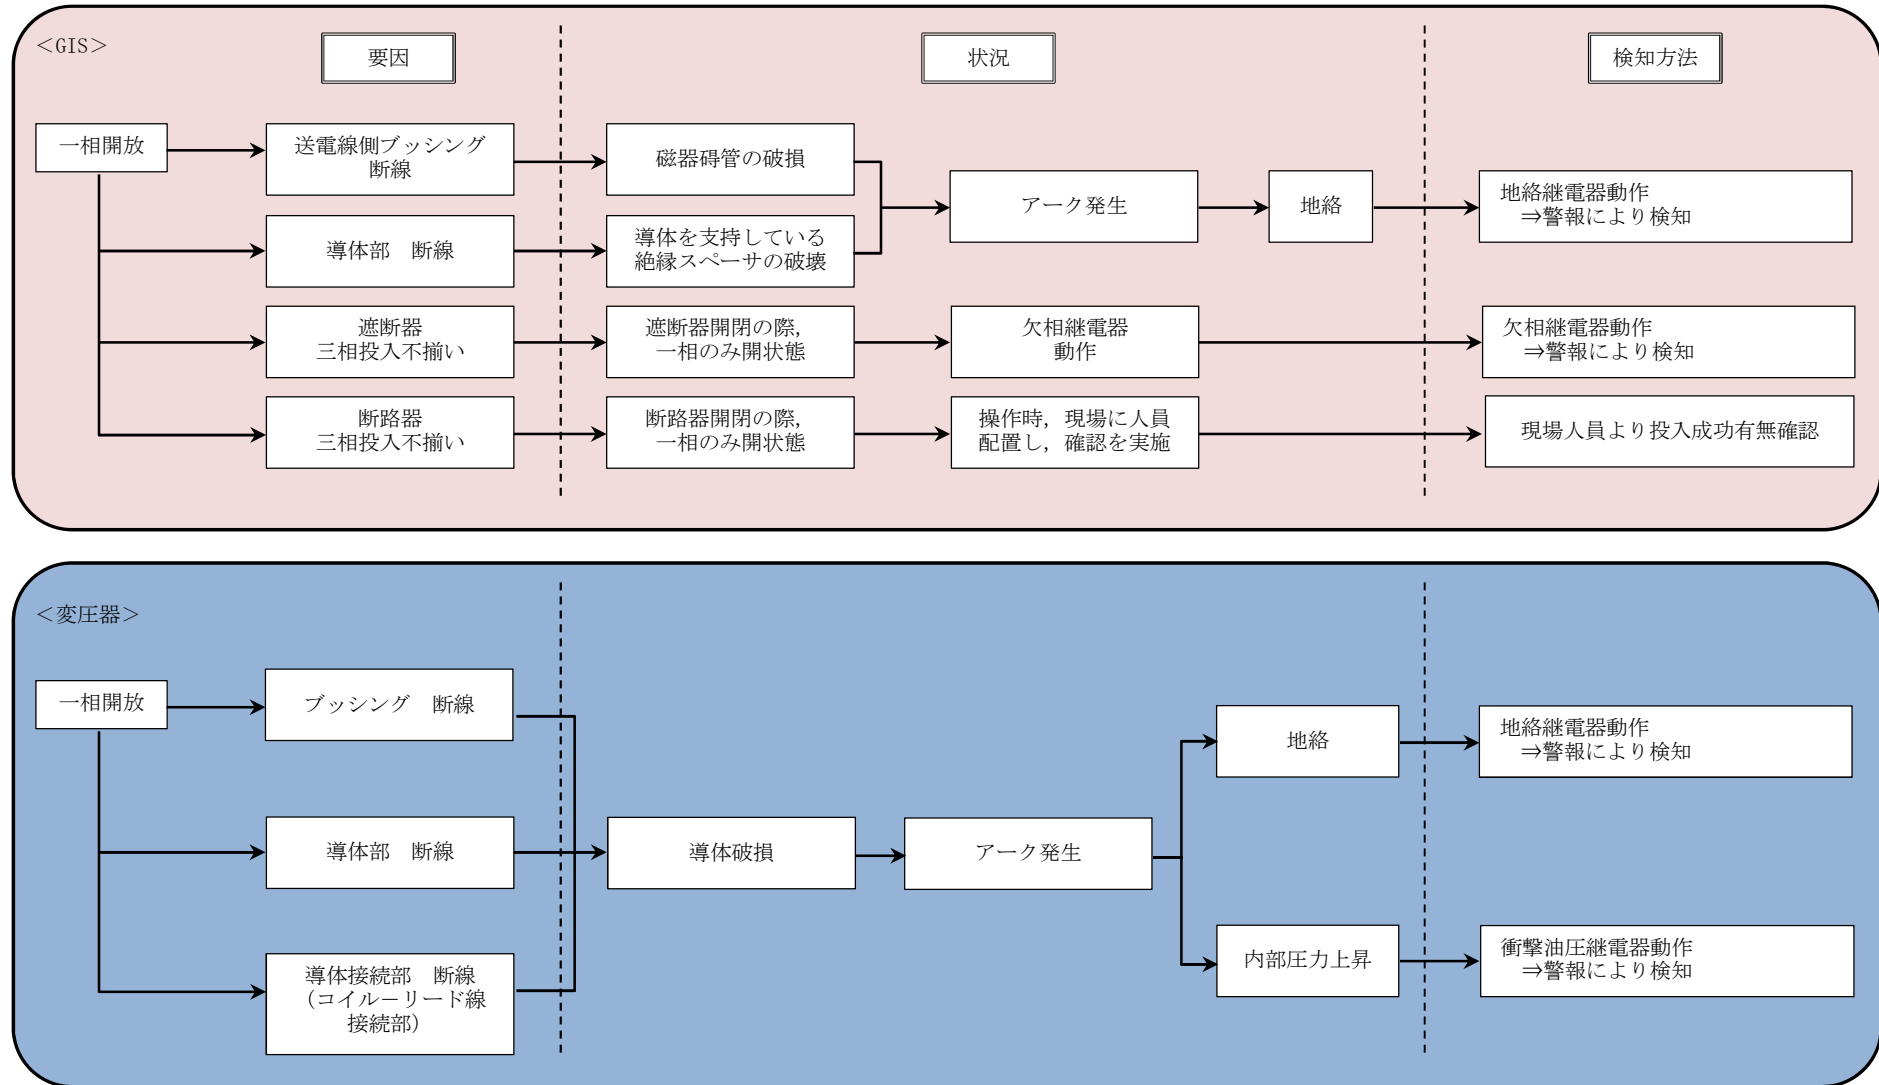 ＜GIS＞
要因
状況
検知方法
一相開放
送電線側ブッシング
断線
磁器碍管の破損
アーク発生
地絡
地絡継電器動作
⇒警報により検知
導体部　断線
導体を支持している
絶縁スペーサの破壊
遮断器
三相投入不揃い
遮断器開閉の際，
一相のみ開状態
欠相継電器
動作
欠相継電器動作
⇒警報により検知
断路器
三相投入不揃い
断路器開閉の際，
一相のみ開状態
操作時，現場に人員
配置し，確認を実施
現場人員より投入成功有無確認
＜変圧器＞
一相開放
ブッシング　断線
導体部　断線
導体接続部　断線
（コイル－リード線
接続部）
導体破損
アーク発生
地絡
地絡継電器動作
⇒警報により検知
内部圧力上昇
衝撃油圧継電器動作
⇒警報により検知